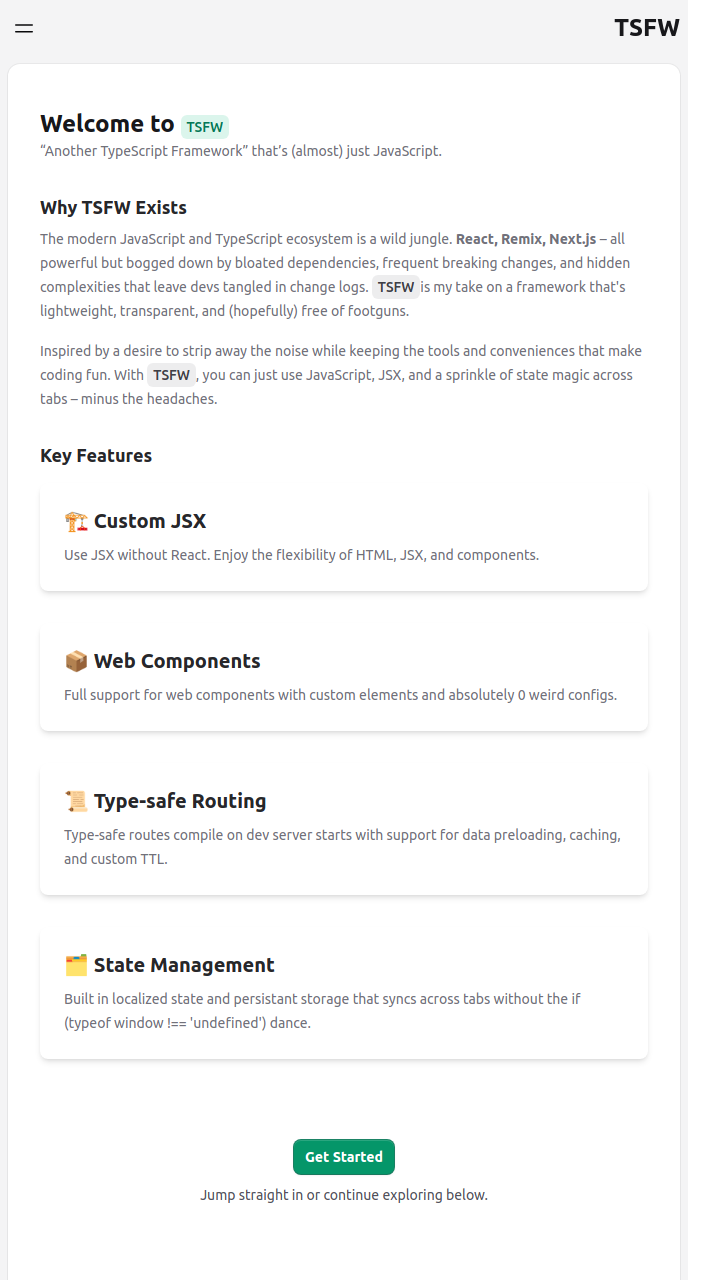 TSFW
Welcome to TSFW
“Another TypeScript Framework” that’s (almost) just JavaScript.
Why TSFW Exists
The modern JavaScript and TypeScript ecosystem is a wild jungle. React, Remix, Next.js – all
powerful but bogged down by bloated dependencies, frequent breaking changes, and hidden
complexities that leave devs tangled in change logs. TSFW is my take on a framework that's
lightweight, transparent, and (hopefully) free of footguns.
Inspired by a desire to strip away the noise while keeping the tools and conveniences that make
coding fun. With TSFW, you can just use JavaScript, JSX, and a sprinkle of state magic across
tabs – minus the headaches.
Key Features
🏗️ Custom JSX
Use JSX without React. Enjoy the flexibility of HTML, JSX, and components.
📦 Web Components
Full support for web components with custom elements and absolutely 0 weird configs.
📜 Type-safe Routing
Type-safe routes compile on dev server starts with support for data preloading, caching,
and custom TTL.
🗂️ State Management
Built in localized state and persistant storage that syncs across tabs without the if
(typeof window !== 'undefined') dance.
Get Started
Jump straight in or continue exploring below.